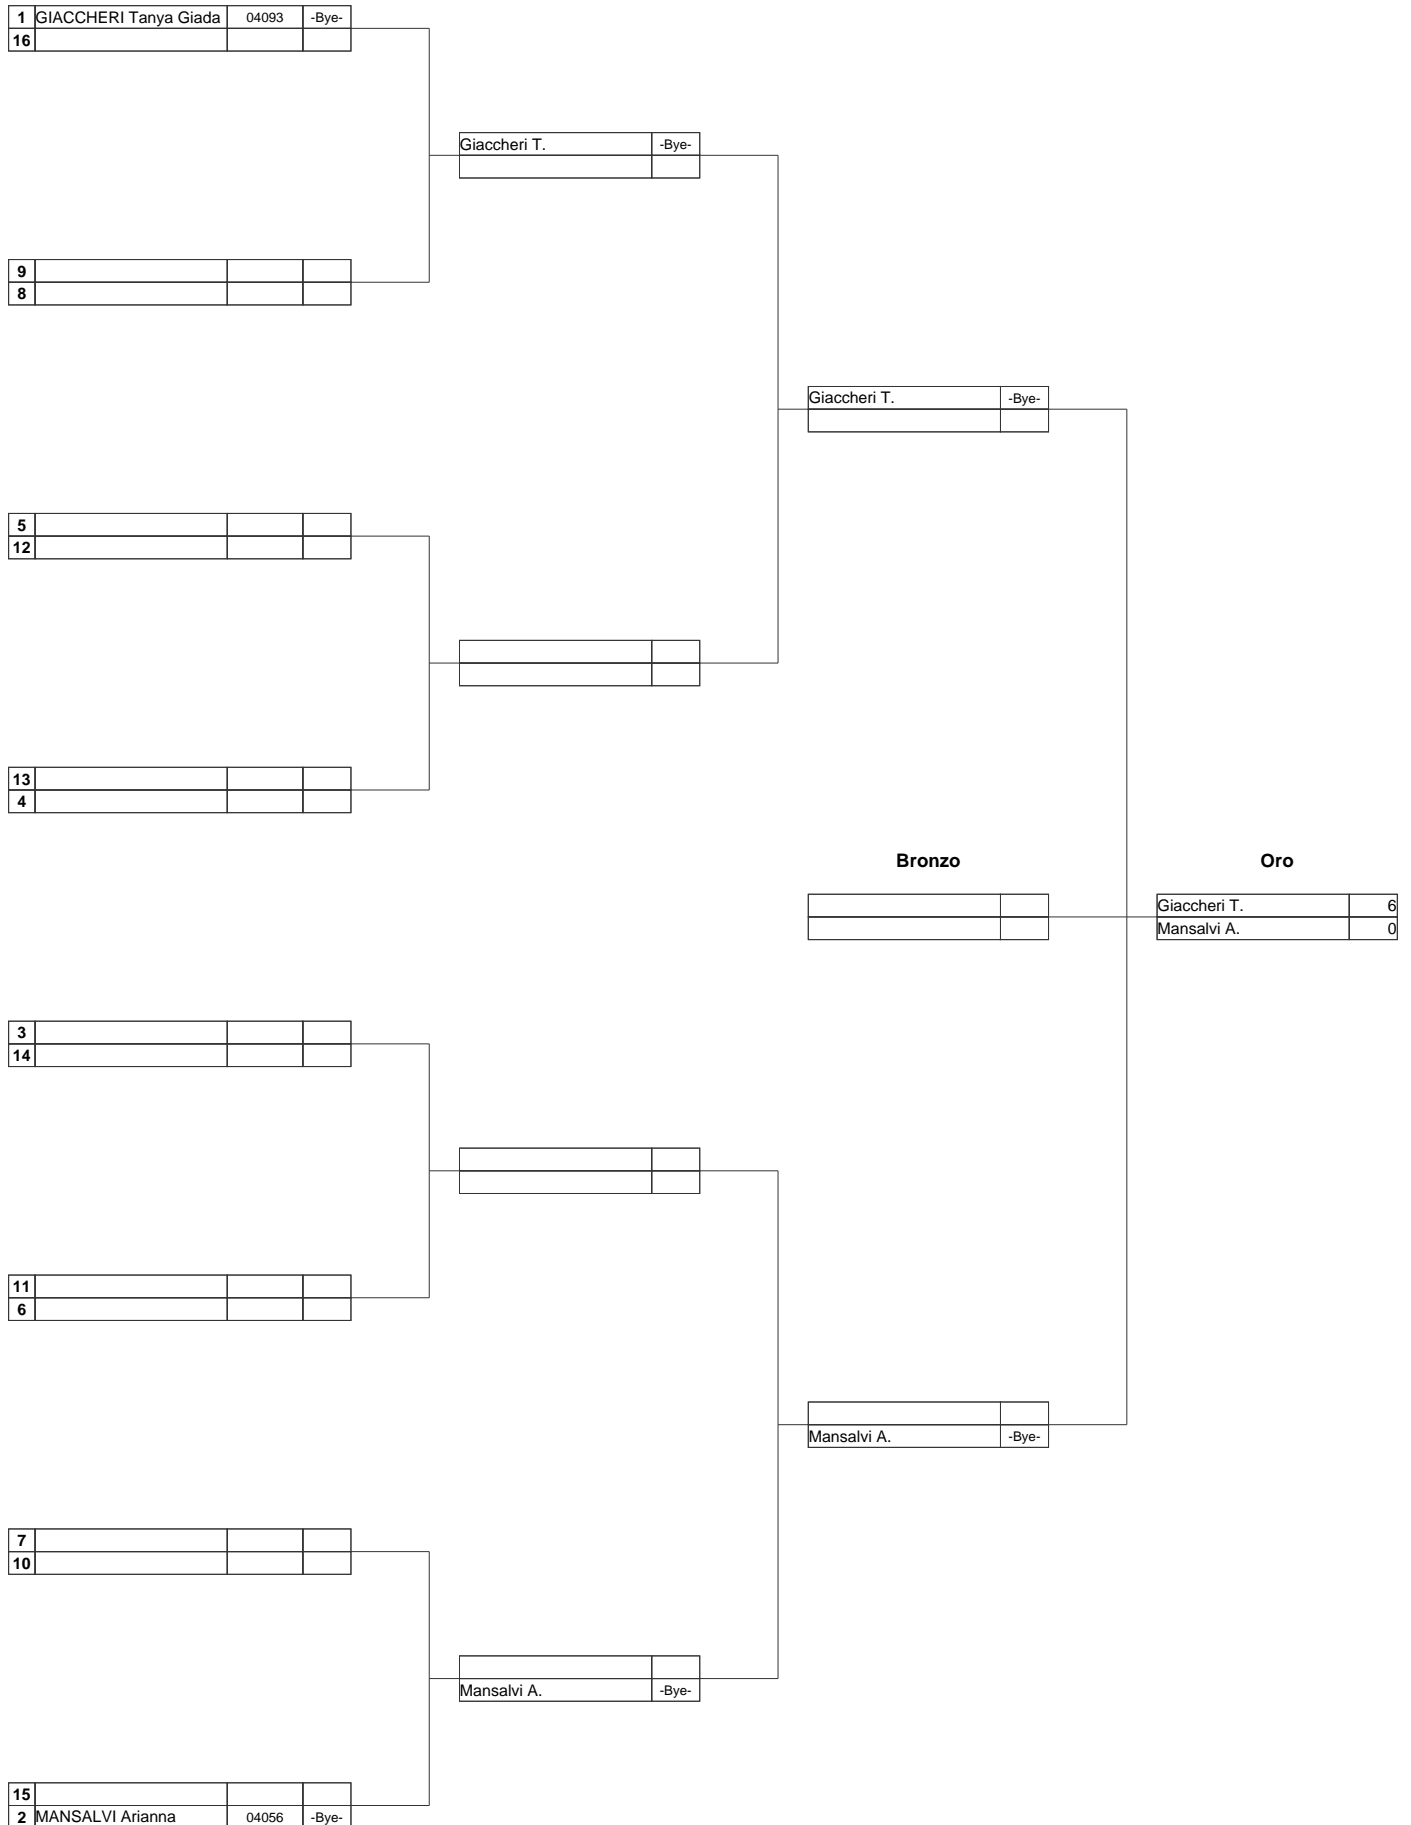 1 GIACCHERI Tanya Giada 04093 -Bye-
16
Giaccheri T. -Bye-
9
8
Giaccheri T. -Bye-
5
12
13
4
Bronzo Oro
Giaccheri T. 6
Mansalvi A. 0
3
14
11
6
Mansalvi A. -Bye-
7
10
Mansalvi A. -Bye-
15
2 MANSALVI Arianna 04056 -Bye-